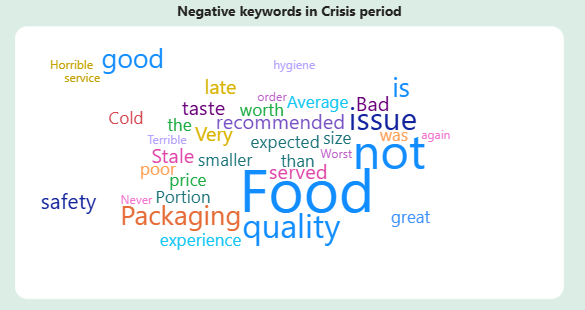 Negative keywords in Crisis period
good
Horrible
hygiene
service
late
is
order
Average
Bad
taste
worth
Cold
the
recommended
issue
Very
was
again
Terrible
expected
size
not
Stale
smaller
than
Worst
poor
served
price
Food
Never
Portion
safety
Packaging
quality
great
experience